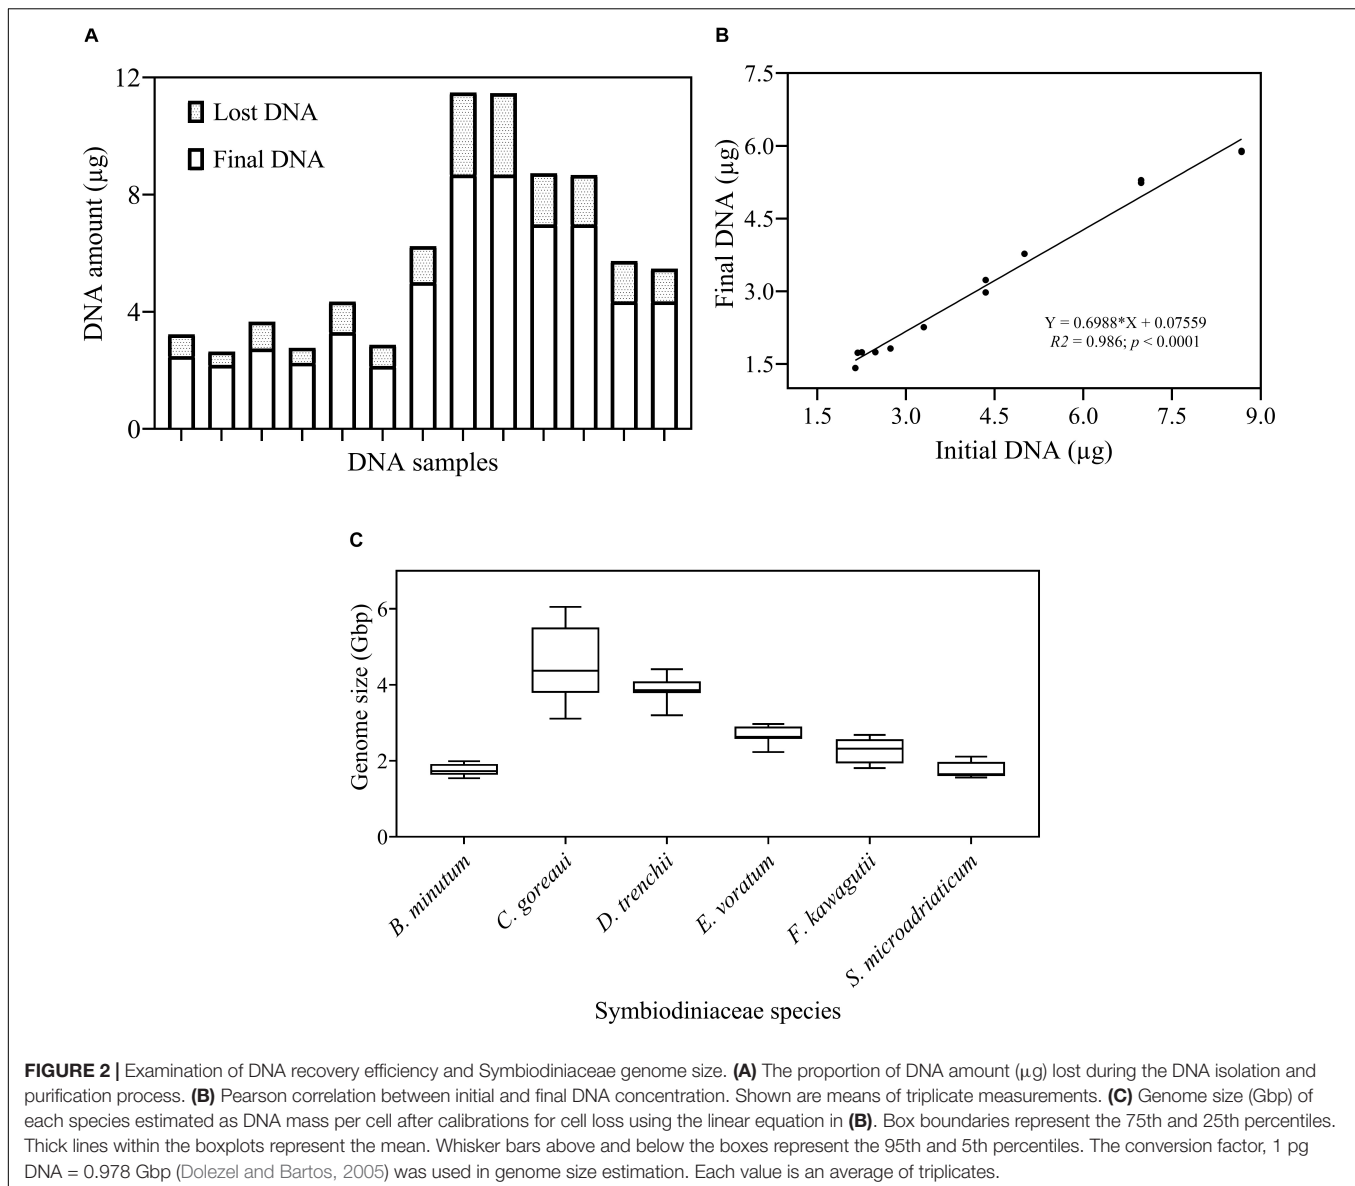 A
12
8
4
0
DNA amount (µg)
Lost DNA
Final DNA
DNA samples
B
7.5
6.0
4.5
3.0
1.5
Final DNA (µg)
Y = 0.6988*X + 0.07559
R2 = 0.986; p < 0.0001
1.5 3.0 4.5 6.0 7.5 9.0
Initial DNA (µg)
C
6
4
2
0
Genome size (Gbp)
B. minutum
C. goreaui
D. trenchii
E. voratum
F. kawagutii
S. microadriaticum
Symbiodiniaceae species
FIGURE 2 | Examination of DNA recovery efficiency and Symbiodiniaceae genome size. (A) The proportion of DNA amount (µg) lost during the DNA isolation and
purification process. (B) Pearson correlation between initial and final DNA concentration. Shown are means of triplicate measurements. (C) Genome size (Gbp) of
each species estimated as DNA mass per cell after calibrations for cell loss using the linear equation in (B). Box boundaries represent the 75th and 25th percentiles.
Thick lines within the boxplots represent the mean. Whisker bars above and below the boxes represent the 95th and 5th percentiles. The conversion factor, 1 pg
DNA = 0.978 Gbp (Dolezel and Bartos, 2005) was used in genome size estimation. Each value is an average of triplicates.